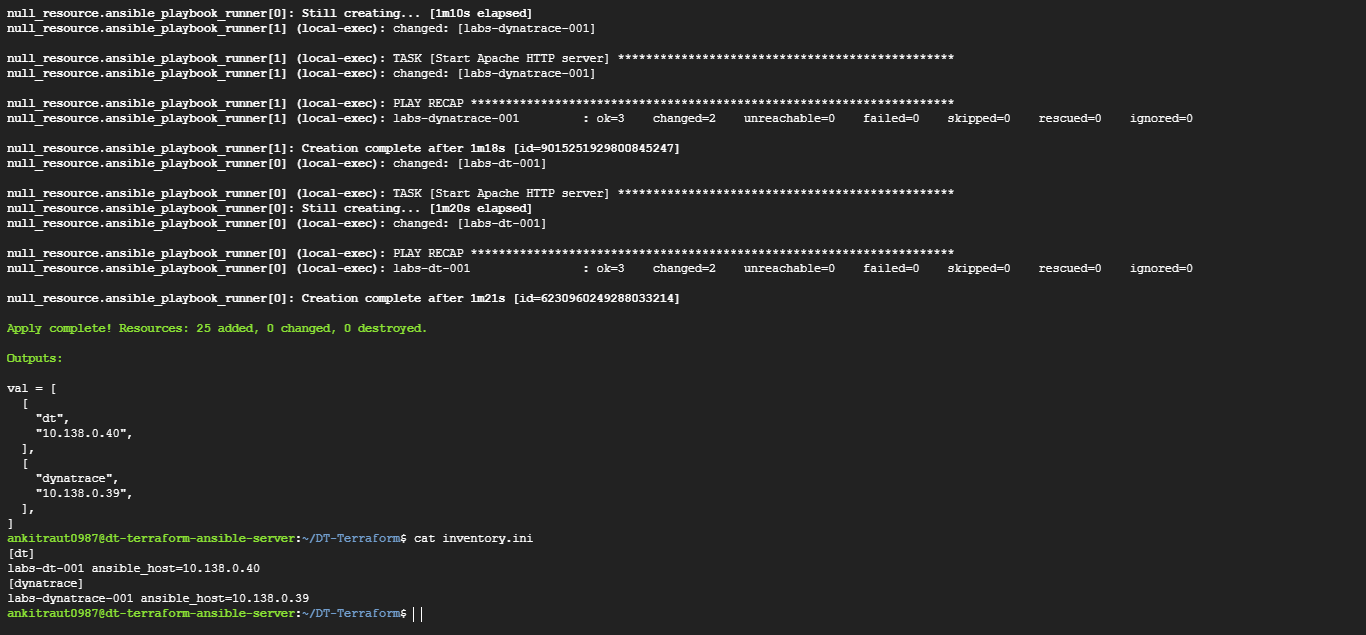 null_resource.ansible_playbook_runner[0]: Still creating... [1m10s elapsed]
null_resource.ansible_playbook_runner[1] (local-exec): changed: [labs-dynatrace-001]
null_resource.ansible_playbook_runner[1] (local-exec): TASK [Start Apache HTTP server] ************************************************
null_resource.ansible_playbook_runner[1] (local-exec): changed: [labs-dynatrace-001]
null_resource.ansible_playbook_runner[1] (local-exec): PLAY RECAP *********************************************************************
null_resource.ansible_playbook_runner[1] (local-exec): labs-dynatrace-001         : ok=3    changed=2    unreachable=0    failed=0    skipped=0    rescued=0    ignored=0
null_resource.ansible_playbook_runner[1]: Creation complete after 1m18s [id=9015251929800845247]
null_resource.ansible_playbook_runner[0] (local-exec): changed: [labs-dt-001]
null_resource.ansible_playbook_runner[0] (local-exec): TASK [Start Apache HTTP server] ************************************************
null_resource.ansible_playbook_runner[0]: Still creating... [1m20s elapsed]
null_resource.ansible_playbook_runner[0] (local-exec): changed: [labs-dt-001]
null_resource.ansible_playbook_runner[0] (local-exec): PLAY RECAP *********************************************************************
null_resource.ansible_playbook_runner[0] (local-exec): labs-dt-001                : ok=3    changed=2    unreachable=0    failed=0    skipped=0    rescued=0    ignored=0
null_resource.ansible_playbook_runner[0]: Creation complete after 1m21s [id=6230960249288033214]
Apply complete! Resources: 25 added, 0 changed, 0 destroyed.
Outputs:
val = [
  [
    "dt",
    "10.138.0.40",
  ],
  [
    "dynatrace",
    "10.138.0.39",
  ],
]
ankitraut0987@dt-terraform-ansible-server:~/DT-Terraform$ cat inventory.ini
[dt]
labs-dt-001 ansible_host=10.138.0.40
[dynatrace]
labs-dynatrace-001 ansible_host=10.138.0.39
ankitraut0987@dt-terraform-ansible-server:~/DT-Terraform$